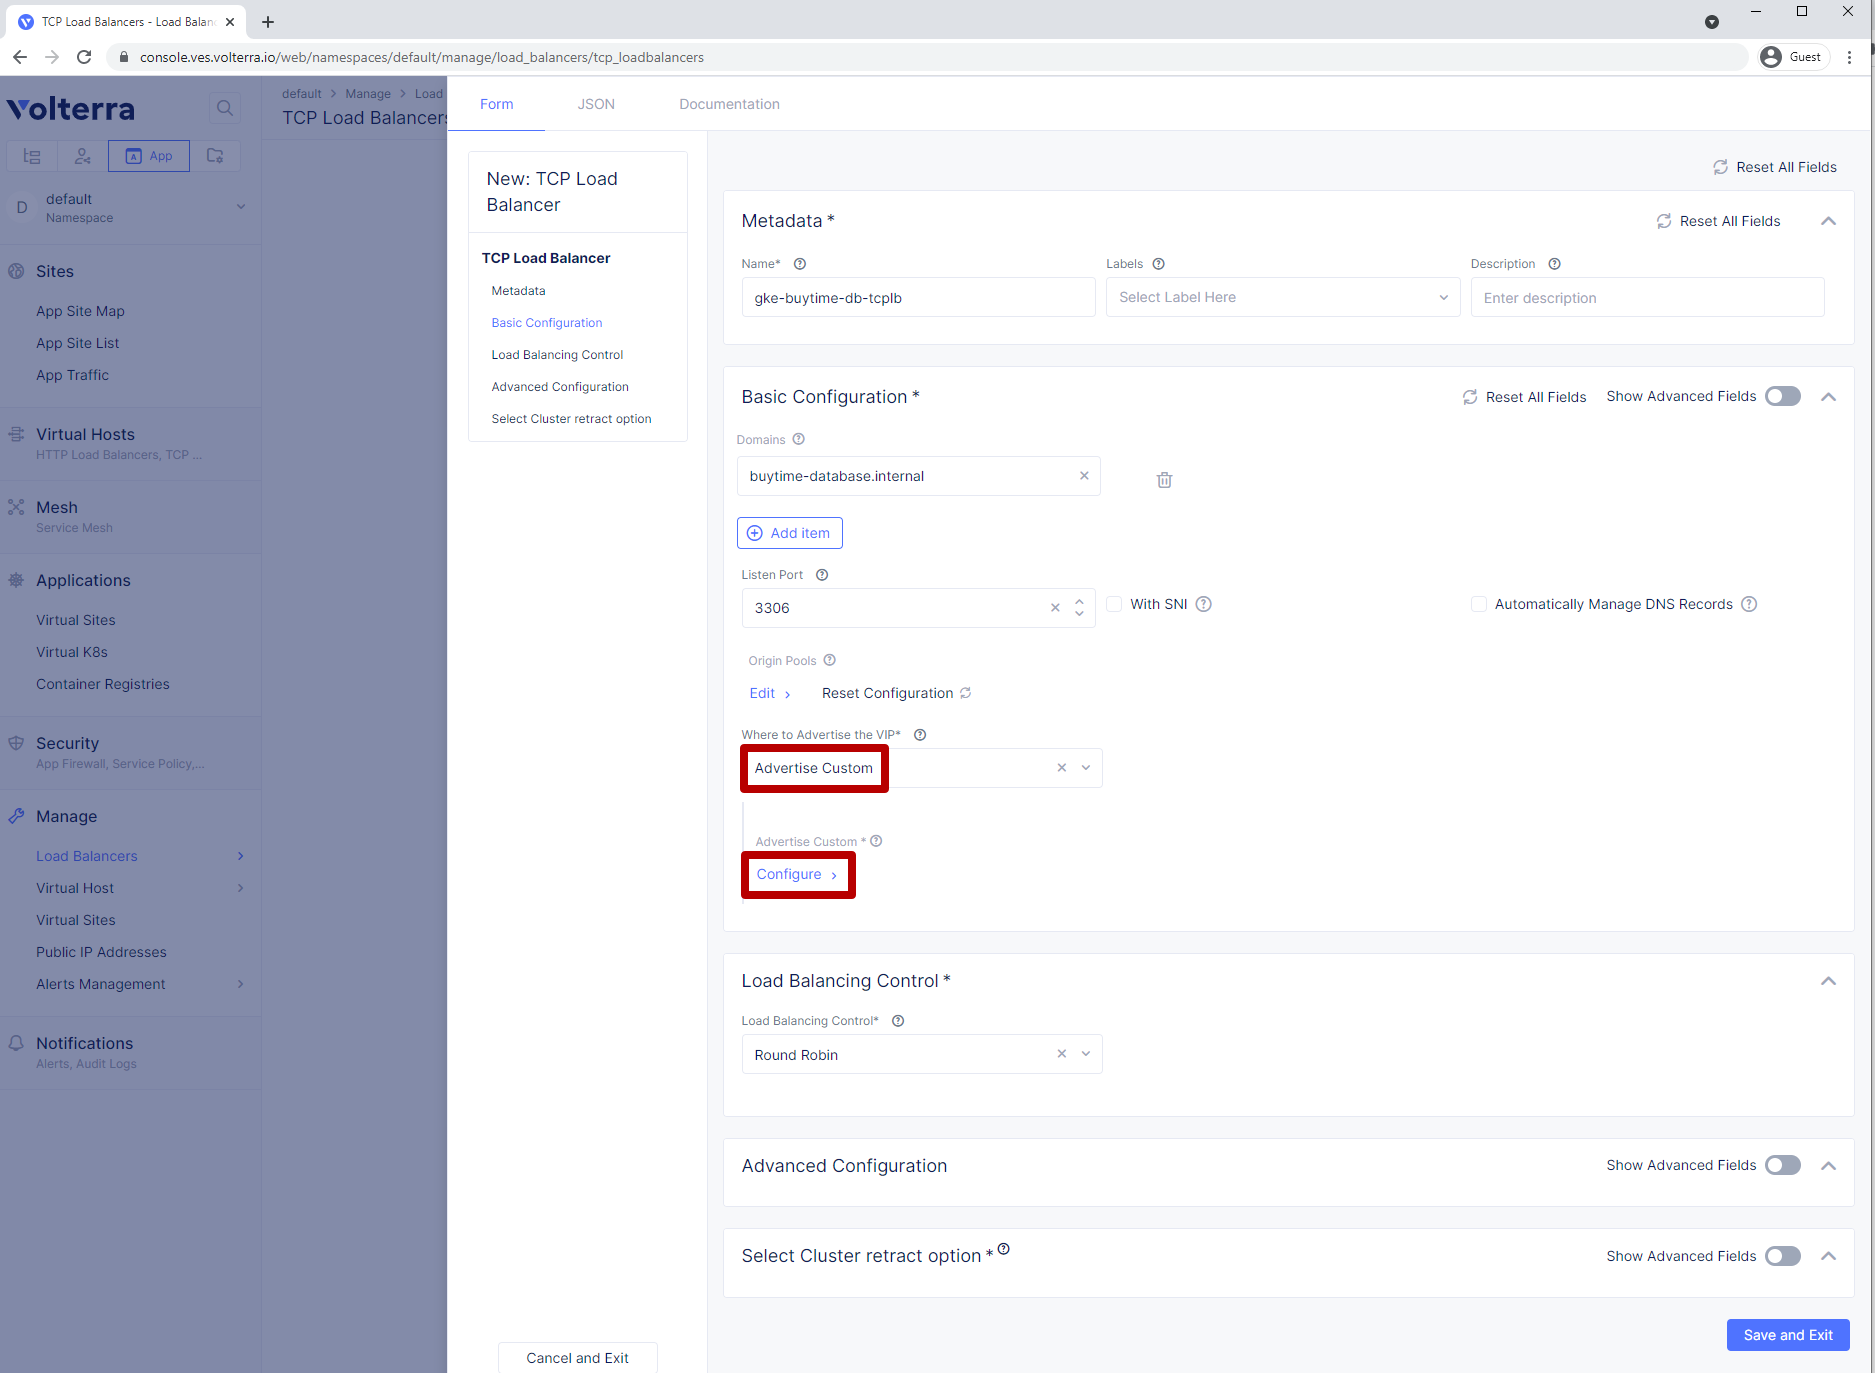 TCP Load Balancers - Load Balan
console.ves.volterra.io/web/namespaces/default/manage/load_balancers/tcp_loadbalancers
Guest
Volterra
App
D
default
Namespace
Sites
App Site Map
App Site List
App Traffic
Virtual Hosts
HTTP Load Balancers, TCP ...
Mesh
Service Mesh
Applications
Virtual Sites
Virtual K8s
Container Registries
Security
App Firewall, Service Policy,...
Manage
Load Balancers
Virtual Host
Virtual Sites
Public IP Addresses
Alerts Management
Notifications
Alerts, Audit Logs
default > Manage > Load
TCP Load Balancers
Form JSON Documentation
New: TCP Load
Balancer
TCP Load Balancer
Metadata
Basic Configuration
Load Balancing Control
Advanced Configuration
Select Cluster retract option
Cancel and Exit
Reset All Fields
Metadata *
Reset All Fields
Name* Labels Description
gke-buytime-db-tcplb Select Label Here Enter description
Basic Configuration *
Reset All Fields Show Advanced Fields
Domains
buytime-database.internal
Add item
Listen Port
3306 With SNI Automatically Manage DNS Records
Origin Pools
Edit > Reset Configuration
Where to Advertise the VIP*
Advertise Custom
Advertise Custom *
Configure >
Load Balancing Control *
Load Balancing Control*
Round Robin
Advanced Configuration
Show Advanced Fields
Select Cluster retract option *
Show Advanced Fields
Save and Exit